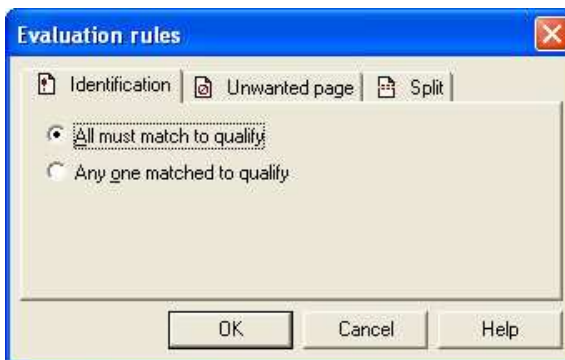 Evaluation rules
Identification Unwanted page Split
All must match to qualify
Any one matched to qualify
OK Cancel Help